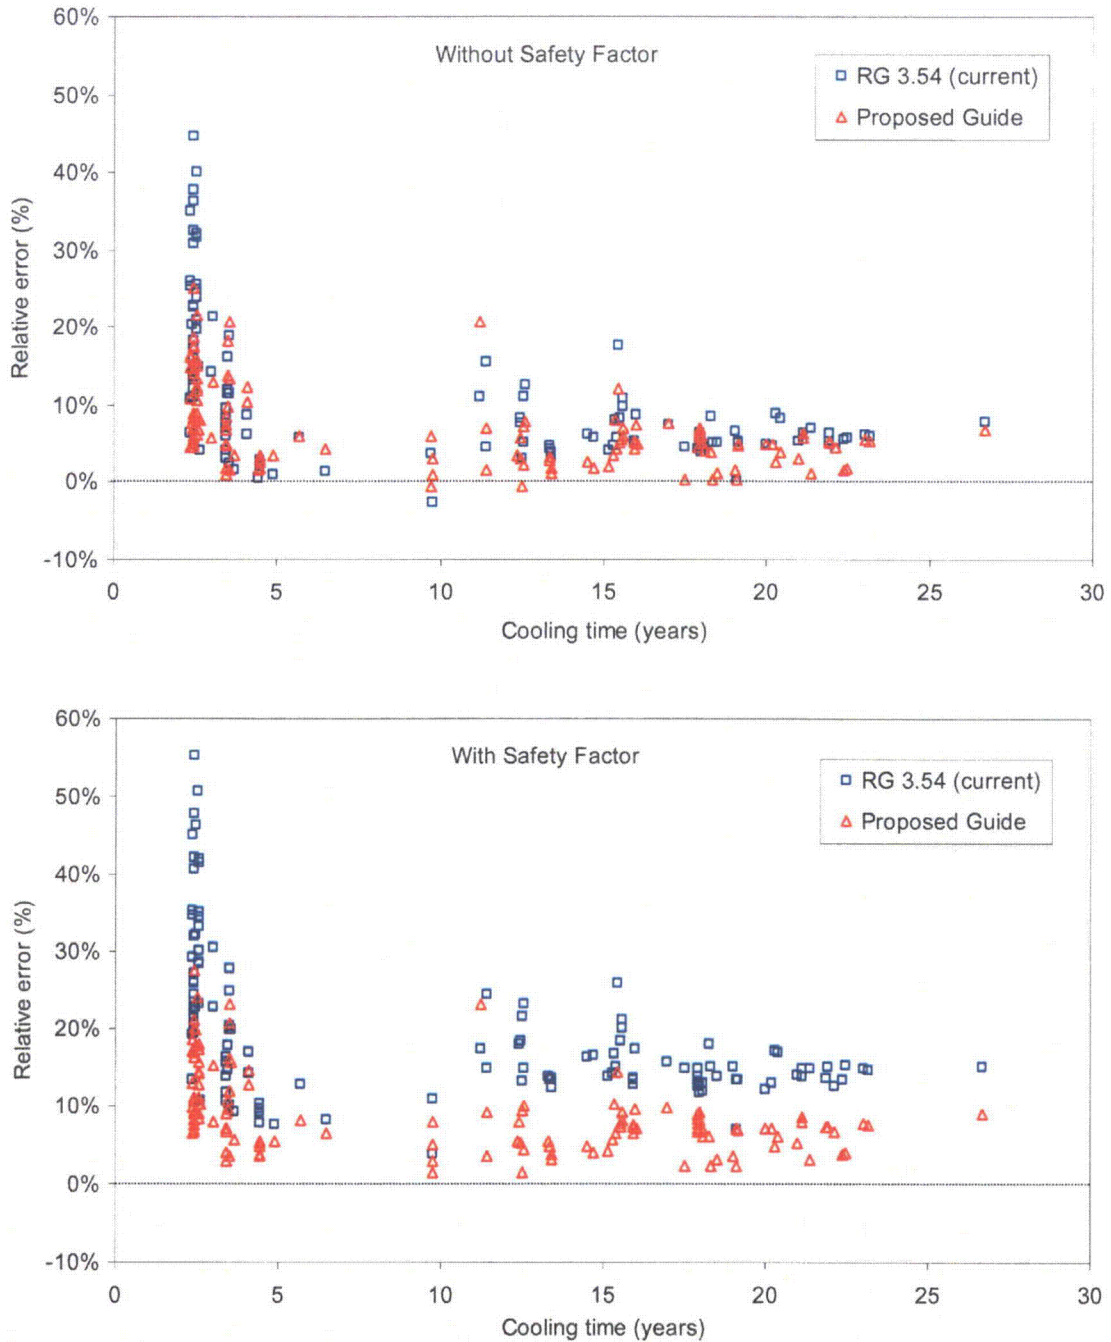 60%
Without Safety Factor
RG 3.54 (current)
Proposed Guide
50%
40%
30%
20%
10%
0%
-10%
Relative error (%)
0 5 10 15 20 25 30
Cooling time (years)
60%
With Safety Factor
RG 3.54 (current)
Proposed Guide
50%
40%
30%
20%
10%
0%
-10%
Relative error (%)
0 5 10 15 20 25 30
Cooling time (years)